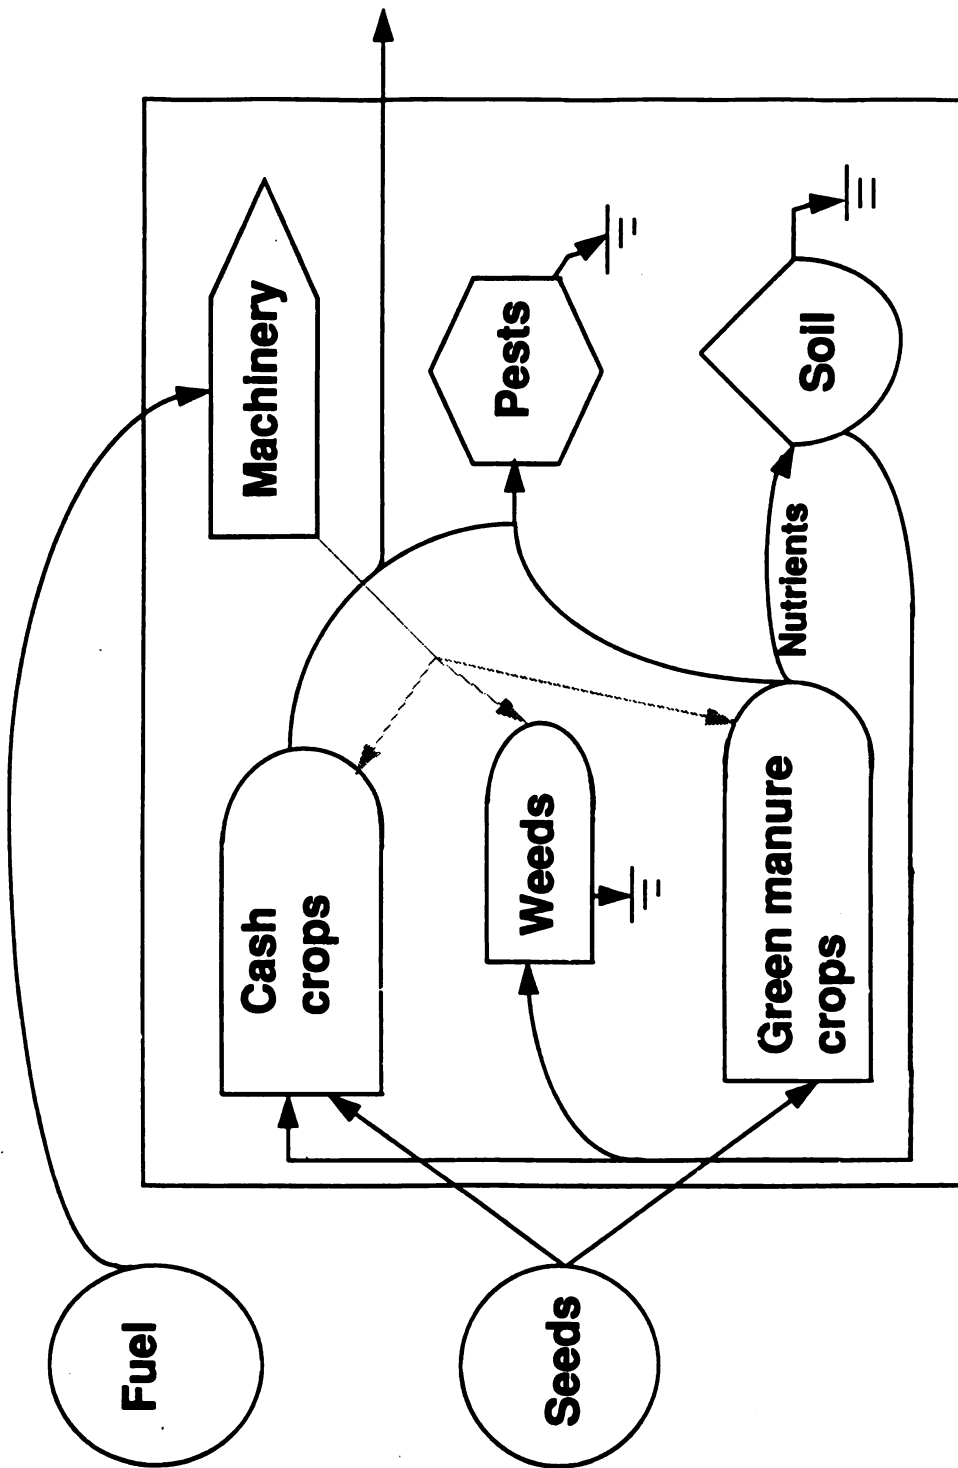 Fuel
Seeds
Cash
crops
Weeds
Green manure
crops
Machinery
Pests
Nutrients
Soil